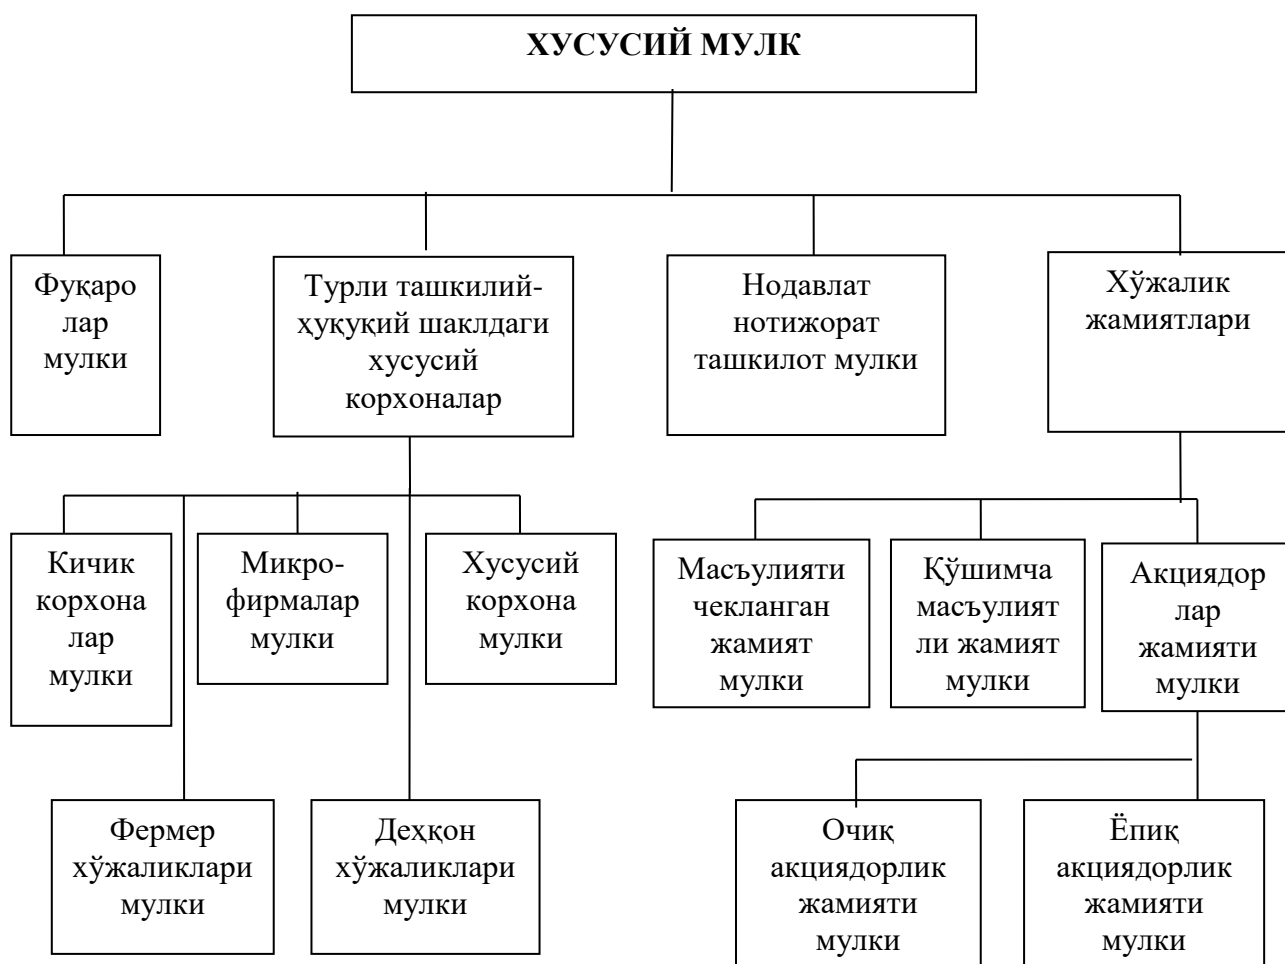 ХУСУСИЙ МУЛК
Фуқаро
лар
мулки
Турли ташкилий-
ҳуқуқий шаклдаги
хусусий
корхоналар
Нодавлат
нотижорат
ташкилот мулки
Хўжалик
жамиятлари
Кичик
корхона
лар
мулки
Микро-
фирмалар
мулки
Хусусий
корхона
мулки
Масъулияти
чекланган
жамият
мулки
Қўшимча
масъулият
ли жамият
мулки
Акциядор
лар
жамияти
мулки
Фермер
хўжаликлари
мулки
Деҳқон
хўжаликлари
мулки
Очиқ
акциядорлик
жамияти
мулки
Ёпиқ
акциядорлик
жамияти
мулки